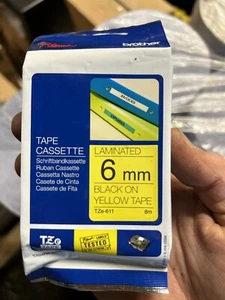 brother
TAPE
CASSETTE
Schriftbandkassette
Ruban Cassette
Cassetta Nastro
Casete de Cinta
Cassete de Fita
LAMINATED
6 mm
BLACK ON
YELLOW TAPE
TZe-611
8m
TZe
TESTED